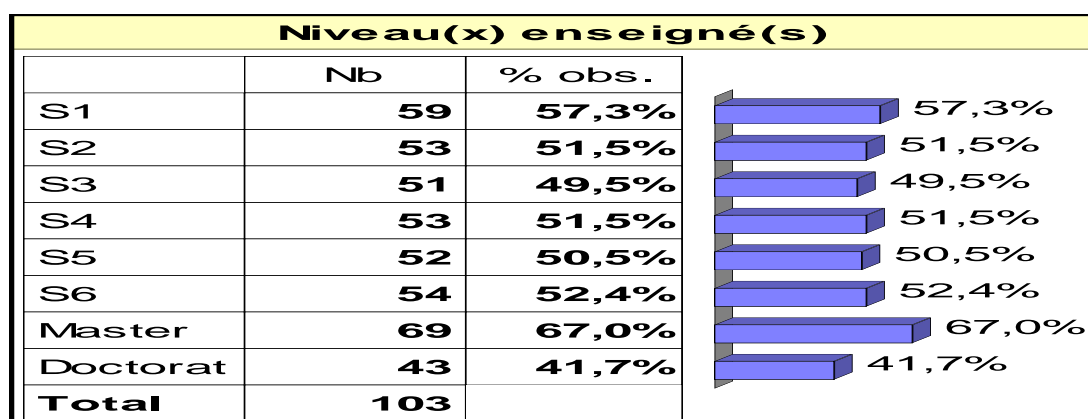 Niveau(x) enseigné(s)
Nb % obs.
S1 59 57,3% 57,3%
S2 53 51,5% 51,5%
S3 51 49,5% 49,5%
S4 53 51,5% 51,5%
S5 52 50,5% 50,5%
S6 54 52,4% 52,4%
Master 69 67,0% 67,0%
Doctorat 43 41,7% 41,7%
Total 103